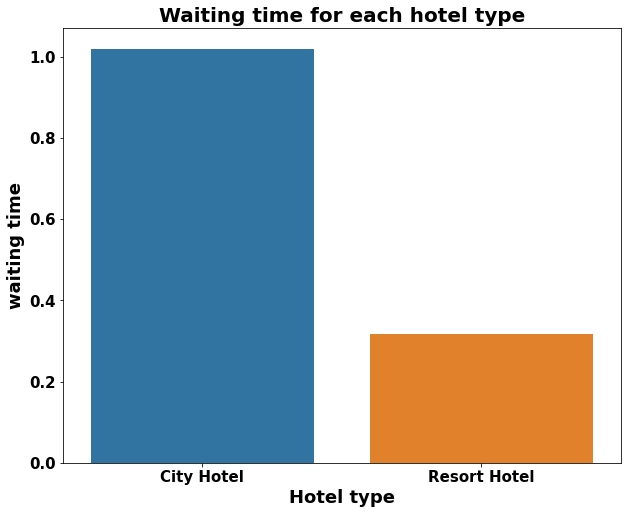 Waiting time for each hotel type
1.0
0.8
0.6
0.4
0.2
0.0
waiting time
City Hotel
Resort Hotel
Hotel type